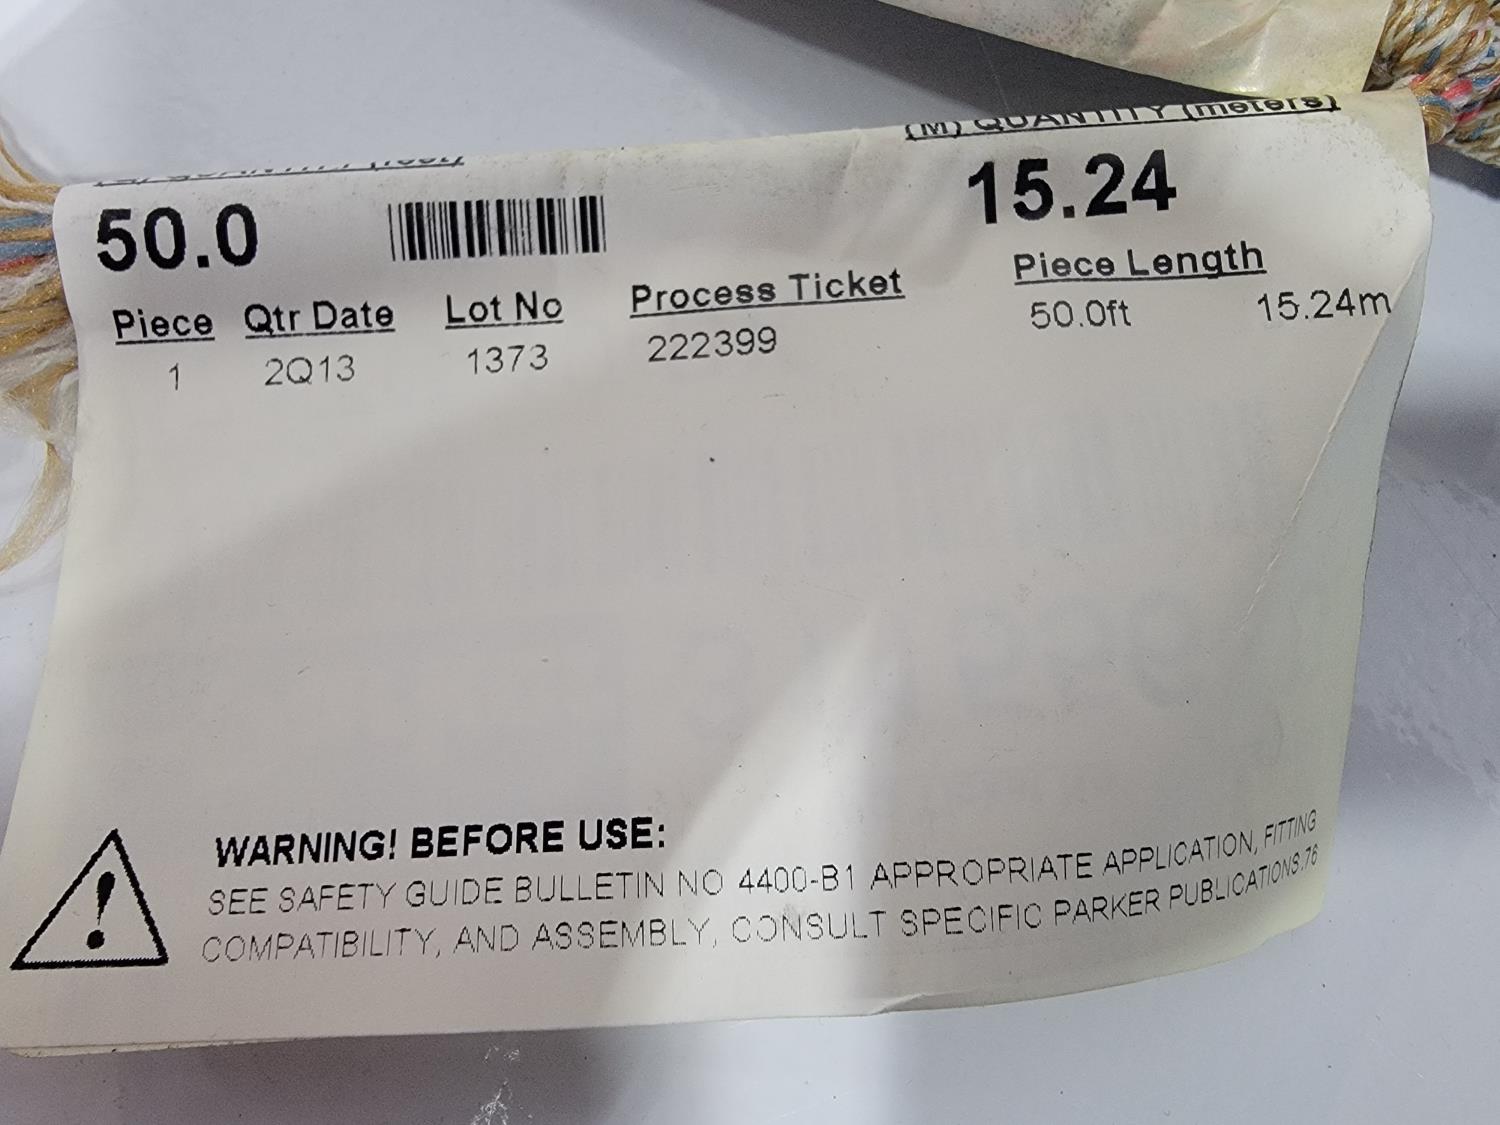 QUANTITY (feet)
(M) QUANTITY (meters)
50.0
15.24
Piece Qtr Date Lot No Process Ticket Piece Length
1 2Q13 1373 222399 50.0ft 15.24m
WARNING! BEFORE USE:
SEE SAFETY GUIDE BULLETIN NO 4400-B1 APPROPRIATE APPLICATION, FITTING
COMPATIBILITY, AND ASSEMBLY, CONSULT SPECIFIC PARKER PUBLICATIONS.76